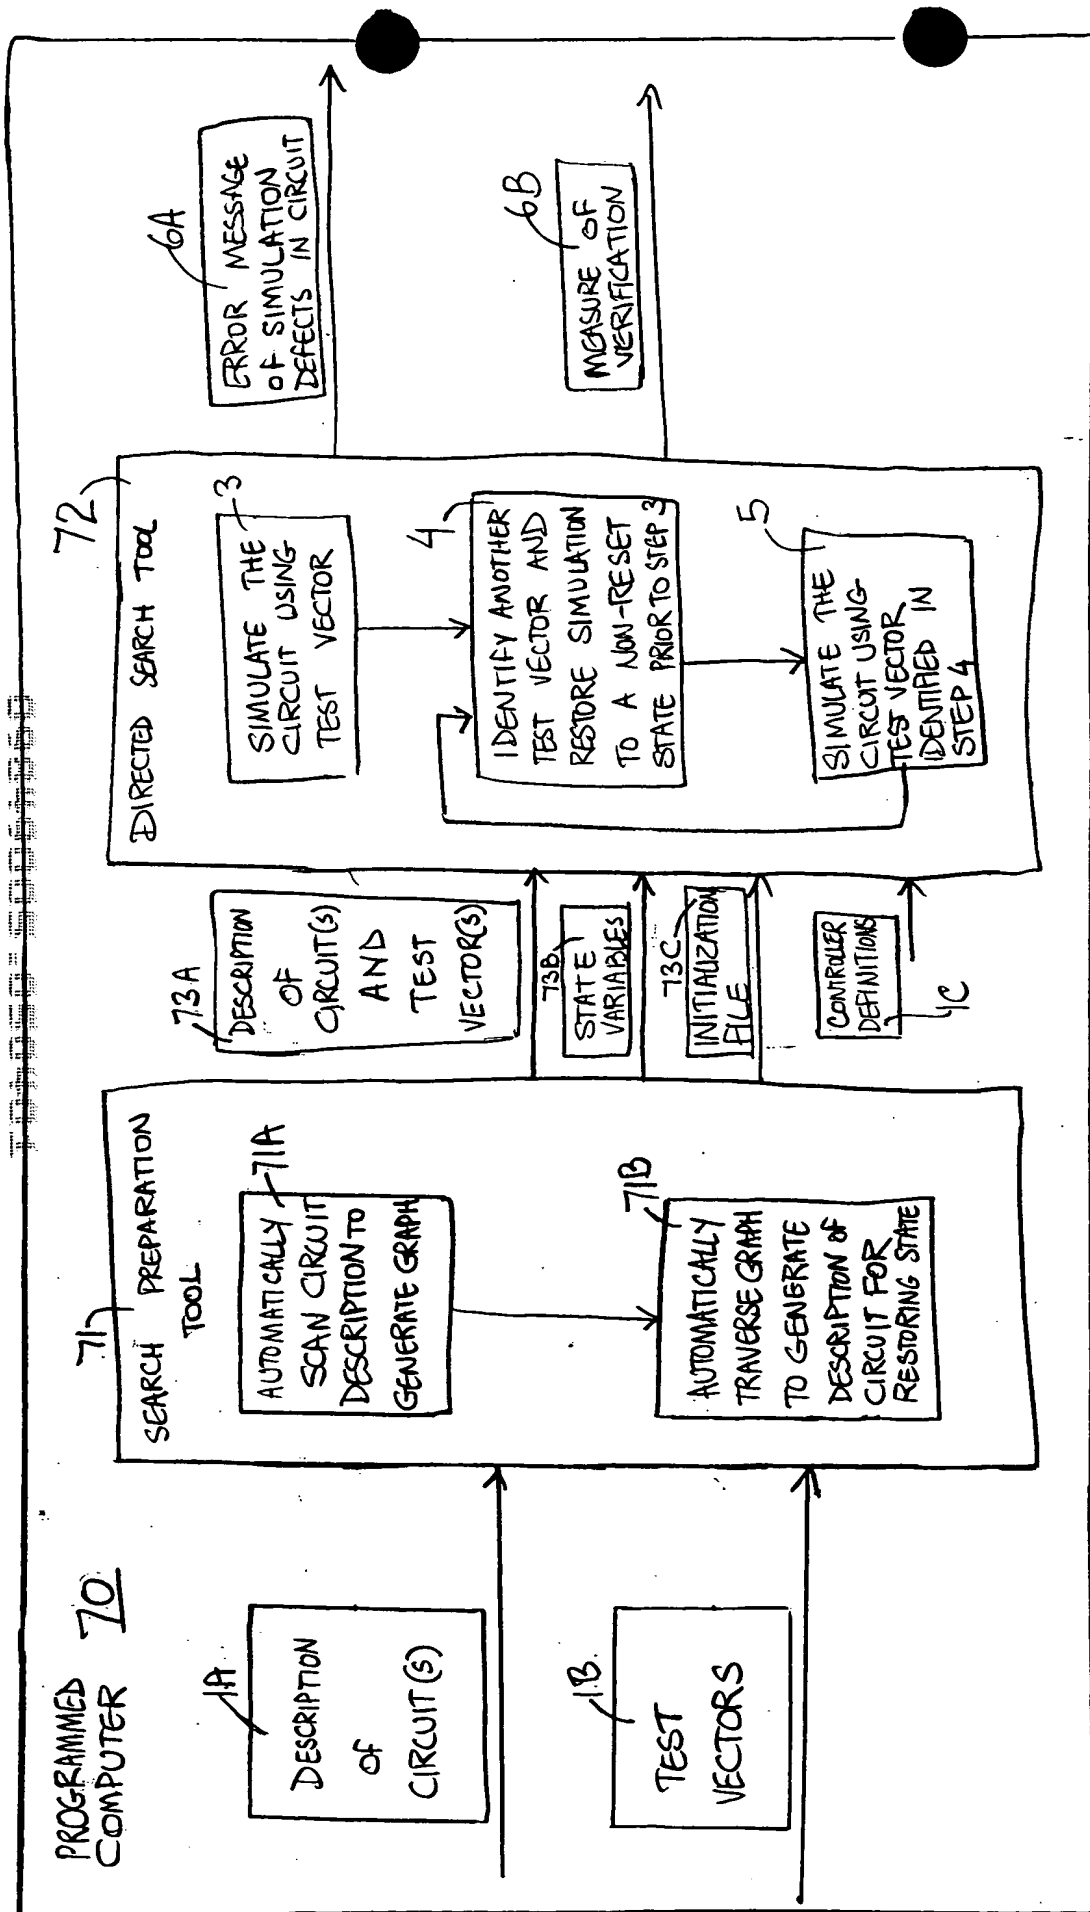 PROGRAMMED
COMPUTER 70
1A
DESCRIPTION
OF
CIRCUIT(S)
1B
TEST
VECTORS
71
SEARCH PREPARATION
TOOL
71A
AUTOMATICALLY
SCAN CIRCUIT
DESCRIPTION TO
GENERATE GRAPH
71B
AUTOMATICALLY
TRAVERSE GRAPH
TO GENERATE
DESCRIPTION OF
CIRCUIT FOR
RESTORING STATE
73A
DESCRIPTION
OF
CIRCUIT(S)
AND
TEST
VECTOR(S)
73B
STATE
VARIABLES
73C
INITIALIZATION
FILE
CONTROLLER
DEFINITIONS
1C
72
DIRECTED SEARCH TOOL
3
SIMULATE THE
CIRCUIT USING
TEST VECTOR
4
IDENTIFY ANOTHER
TEST VECTOR AND
RESTORE SIMULATION
TO A NON-RESET
STATE PRIOR TO STEP 3
5
SIMULATE THE
CIRCUIT USING
TEST VECTOR
IDENTIFIED IN
STEP 4
6A
ERROR MESSAGE
OF SIMULATION
DEFECTS IN CIRCUIT
6B
MEASURE OF
VERIFICATION